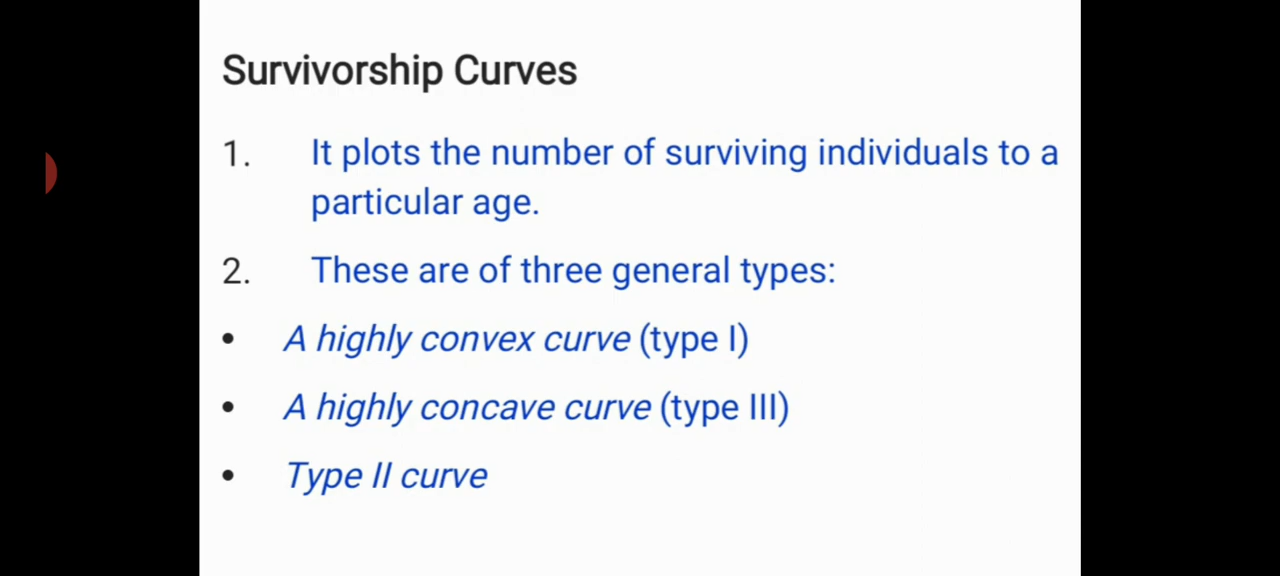 Survivorship Curves
1. It plots the number of surviving individuals to a
particular age.
2. These are of three general types:
• A highly convex curve (type I)
• A highly concave curve (type III)
• Type II curve